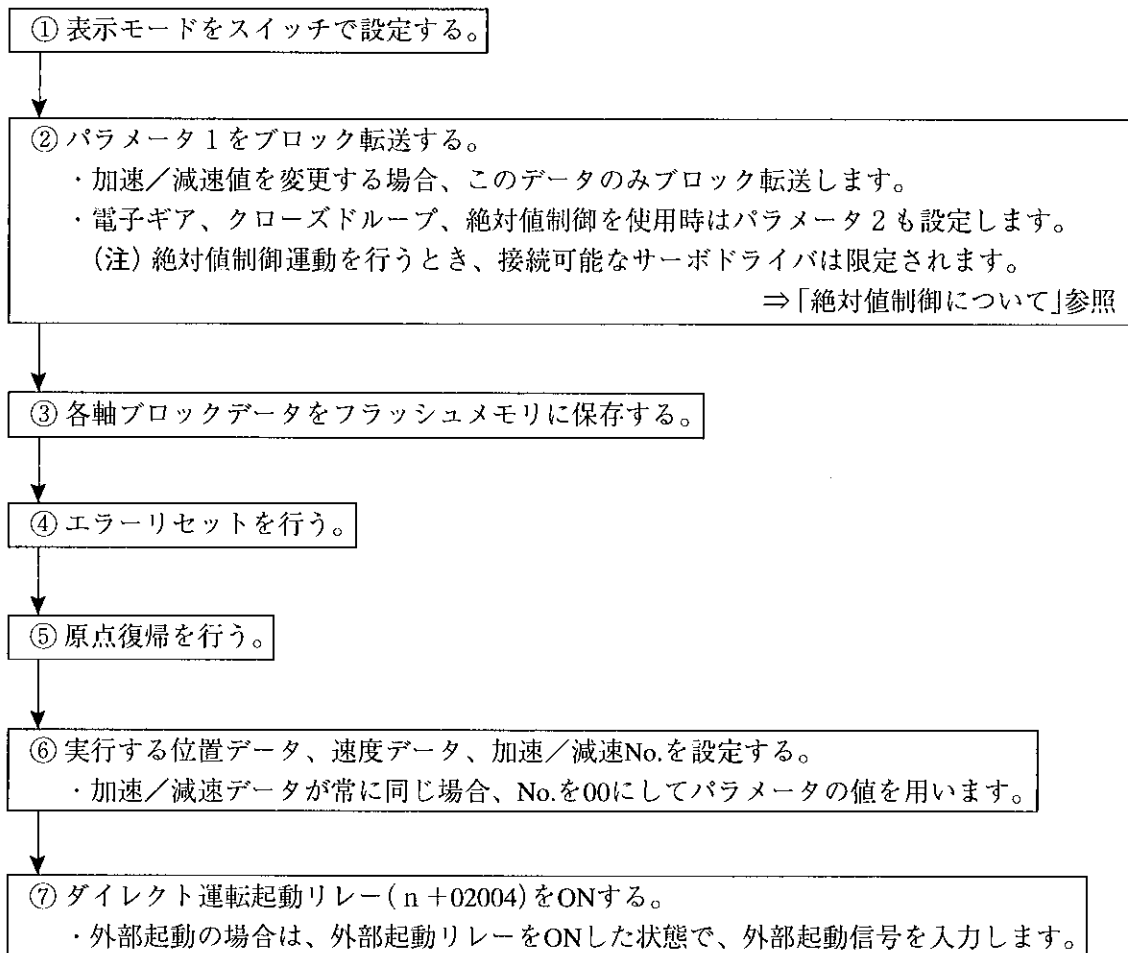 ① 表示モードをスイッチで設定する。
② パラメータ１をブロック転送する。
・加速／減速値を変更する場合、このデータのみブロック転送します。
・電子ギア、クローズドループ、絶対値制御を使用時はパラメータ２も設定します。
(注) 絶対値制御運動を行うとき、接続可能なサーボドライバは限定されます。
⇒「絶対値制御について」参照
③ 各軸ブロックデータをフラッシュメモリに保存する。
④ エラーリセットを行う。
⑤ 原点復帰を行う。
⑥ 実行する位置データ、速度データ、加速／減速No.を設定する。
・加速／減速データが常に同じ場合、No.を00にしてパラメータの値を用います。
⑦ ダイレクト運転起動リレー(ｎ＋02004)をONする。
・外部起動の場合は、外部起動リレーをONした状態で、外部起動信号を入力します。